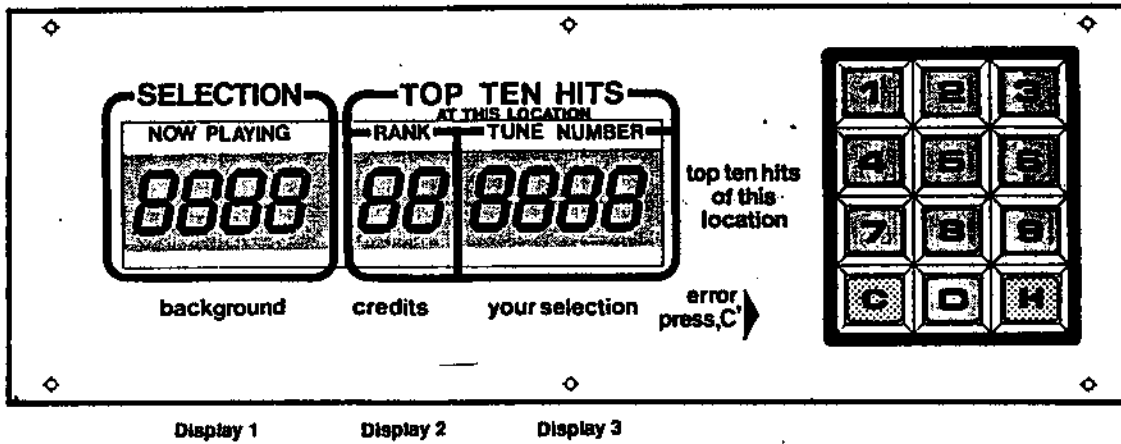 SELECTION
TOP TEN HITS
AT THIS LOCATION
NOW PLAYING
RANK
TUNE NUMBER
8888
88
8888
top ten hits
of this
location
background
credits
your selection
error
press,C'
1 2 3
4 5 6
7 8 9
C 0 H
Display 1
Display 2
Display 3